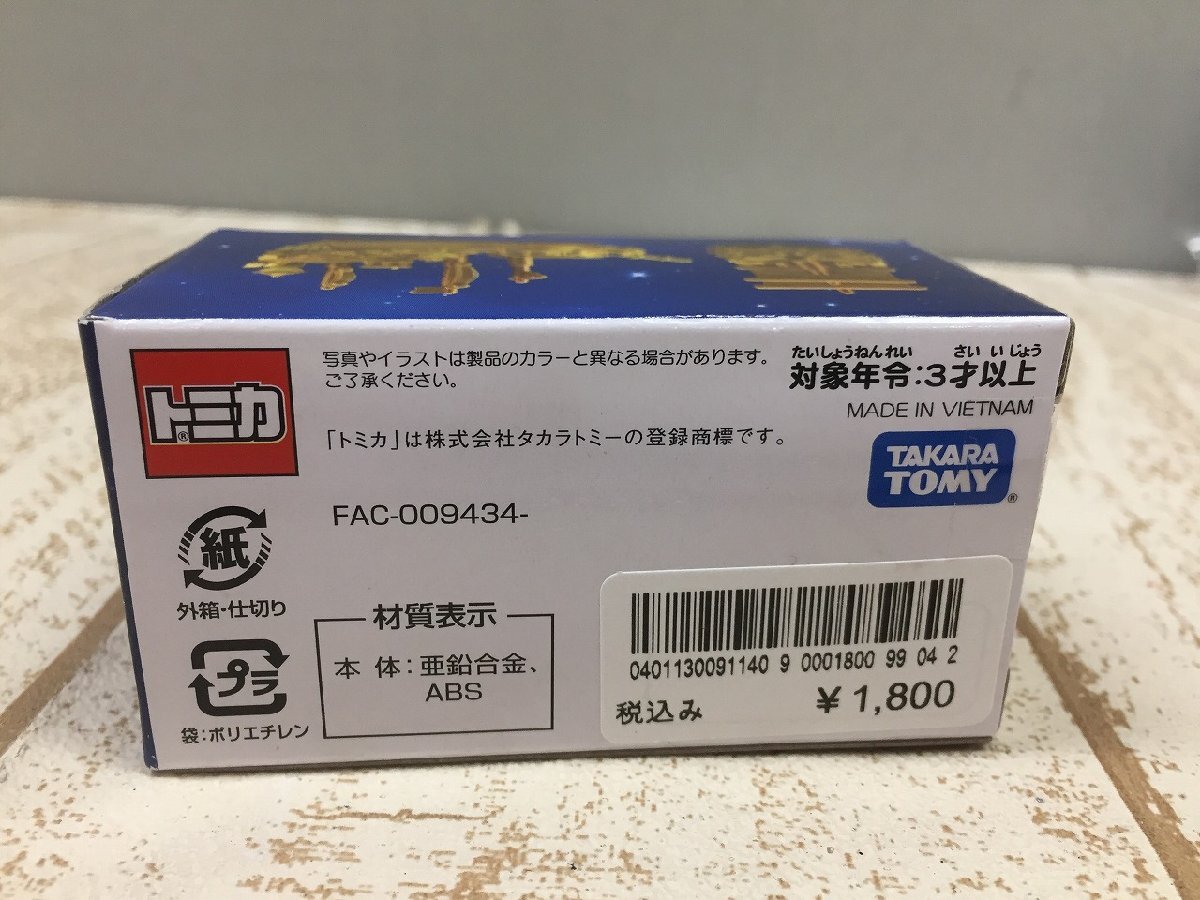 トミカ®
写真やイラストは製品のカラーと異なる場合があります。
ご了承ください。
たいしょうねんれい さいいじょう
対象年令:3才以上
MADE IN VIETNAM
「トミカ」は株式会社タカラトミーの登録商標です。
TAKARA
TOMY®
FAC-009434-
紙
外箱・仕切り
プラ
袋:ポリエチレン
材質表示
本 体:亜鉛合金、
ABS
0401130091140 9 0001800 99 04 2
税込み ￥1,800